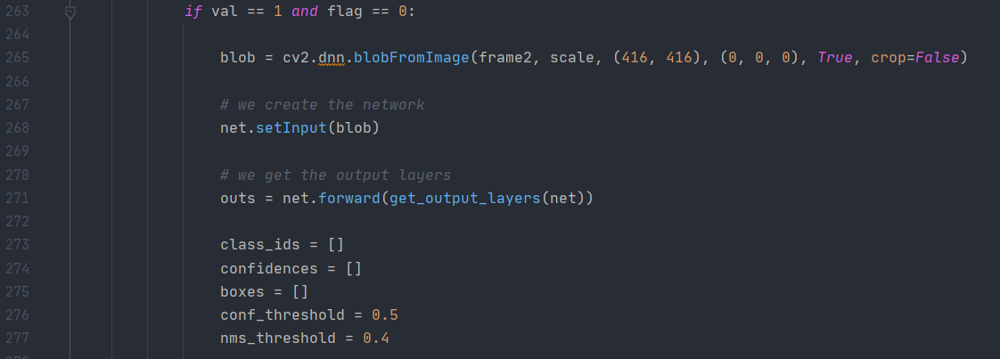 263 if val == 1 and flag == 0:
264
265 blob = cv2.dnn.blobFromImage(frame2, scale, (416, 416), (0, 0, 0), True, crop=False)
266
267 # we create the network
268 net.setInput(blob)
269
270 # we get the output layers
271 outs = net.forward(get_output_layers(net))
272
273 class_ids = []
274 confidences = []
275 boxes = []
276 conf_threshold = 0.5
277 nms_threshold = 0.4